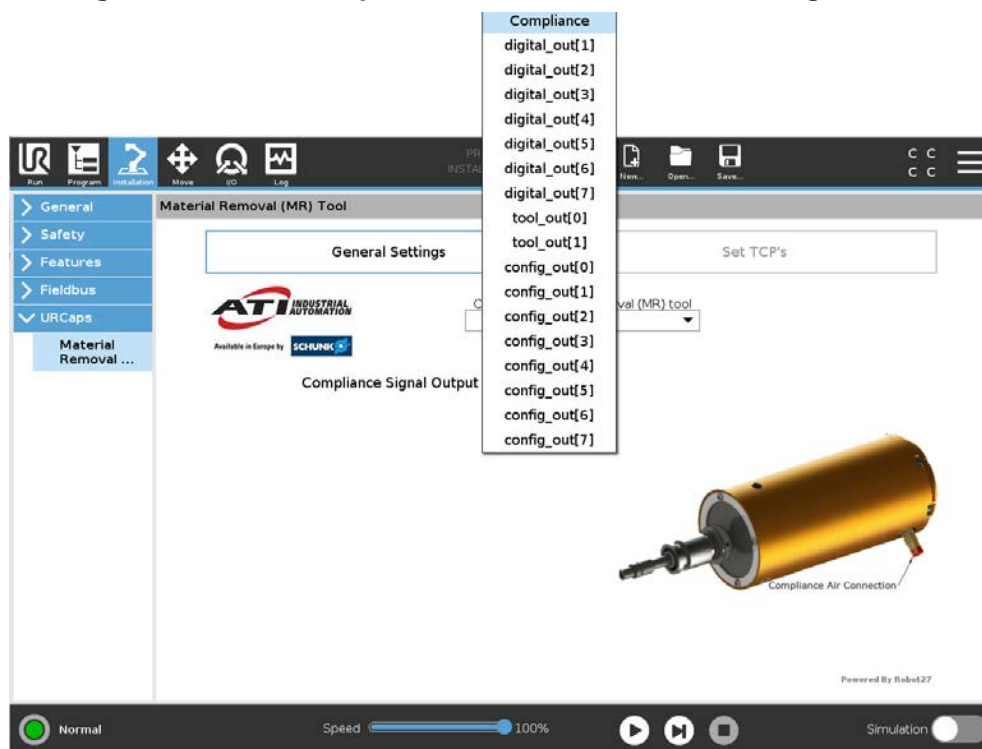 Compliance
digital_out[1]
digital_out[2]
digital_out[3]
digital_out[4]
digital_out[5]
digital_out[6]
digital_out[7]
tool_out[0]
tool_out[1]
config_out[0]
config_out[1]
config_out[2]
config_out[3]
config_out[4]
config_out[5]
config_out[6]
config_out[7]
Run Program Installation Move I/O Log
PR
INSTA
New... Open... Save...
C C
C C
General
Safety
Features
Fieldbus
URCaps
Material
Removal ...
Material Removal (MR) Tool
General Settings
Set TCP's
ATI INDUSTRIAL
AUTOMATION
Available in Europe by SCHUNK
val (MR) tool
Compliance Signal Output
Compliance Air Connection
Powered By Robot27
Normal
Speed 100%
Simulation